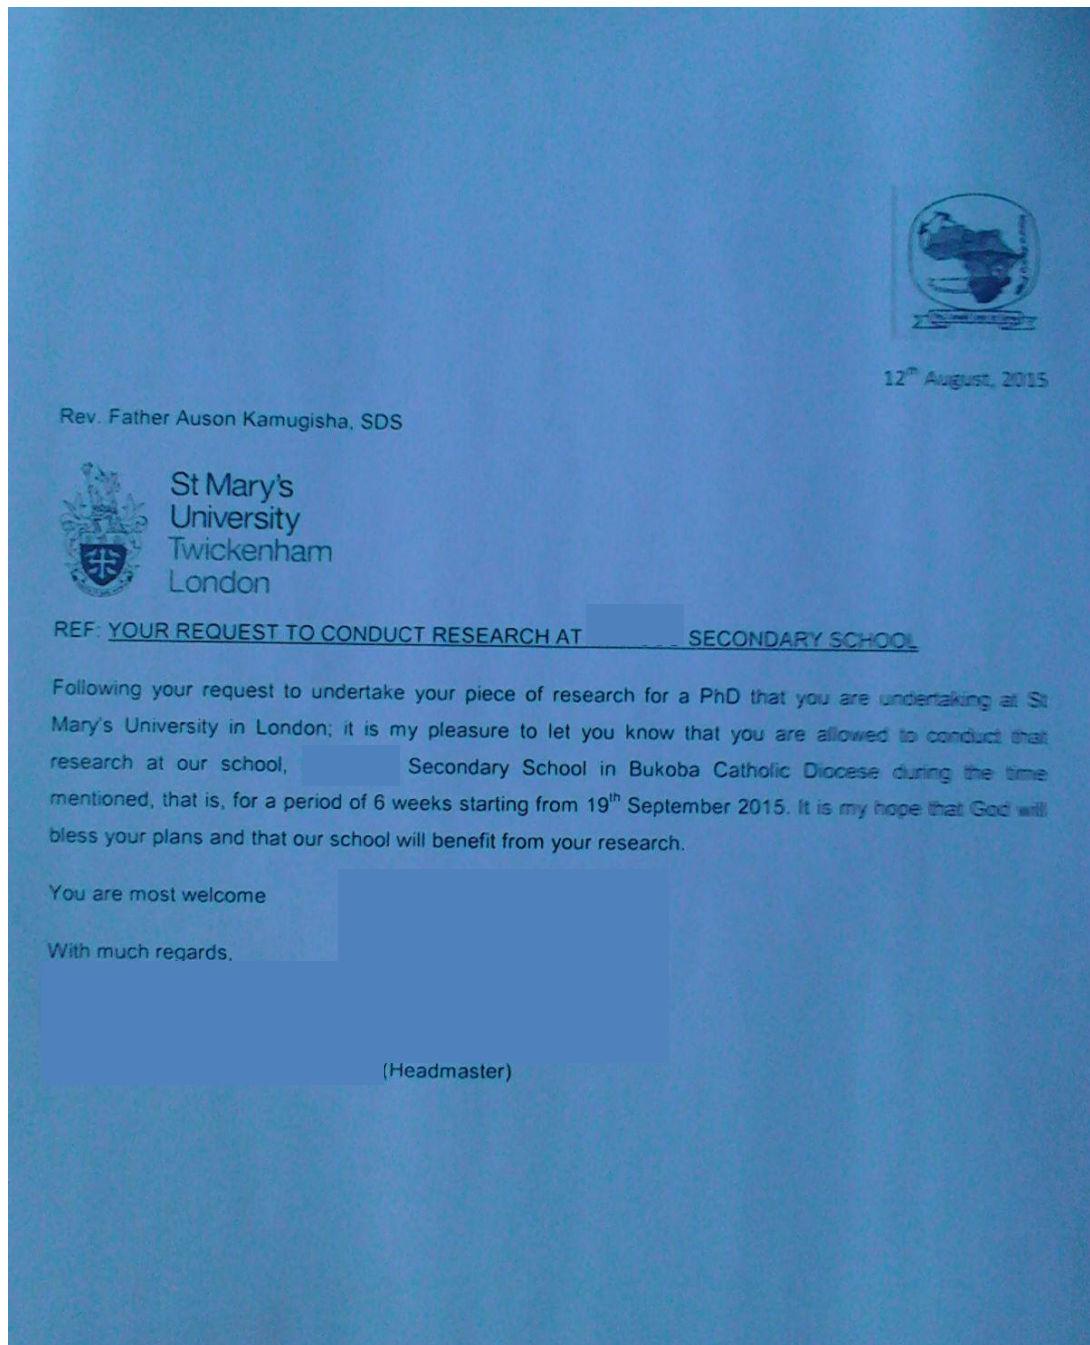 12th August, 2015
Rev. Father Auson Kamugisha, SDS
St Mary's
University
Twickenham
London
REF: YOUR REQUEST TO CONDUCT RESEARCH AT SECONDARY SCHOOL
Following your request to undertake your piece of research for a PhD that you are undertaking at St
Mary's University in London; it is my pleasure to let you know that you are allowed to conduct that
research at our school, Secondary School in Bukoba Catholic Diocese during the time
mentioned, that is, for a period of 6 weeks starting from 19th September 2015. It is my hope that God will
bless your plans and that our school will benefit from your research.
You are most welcome
With much regards,
(Headmaster)